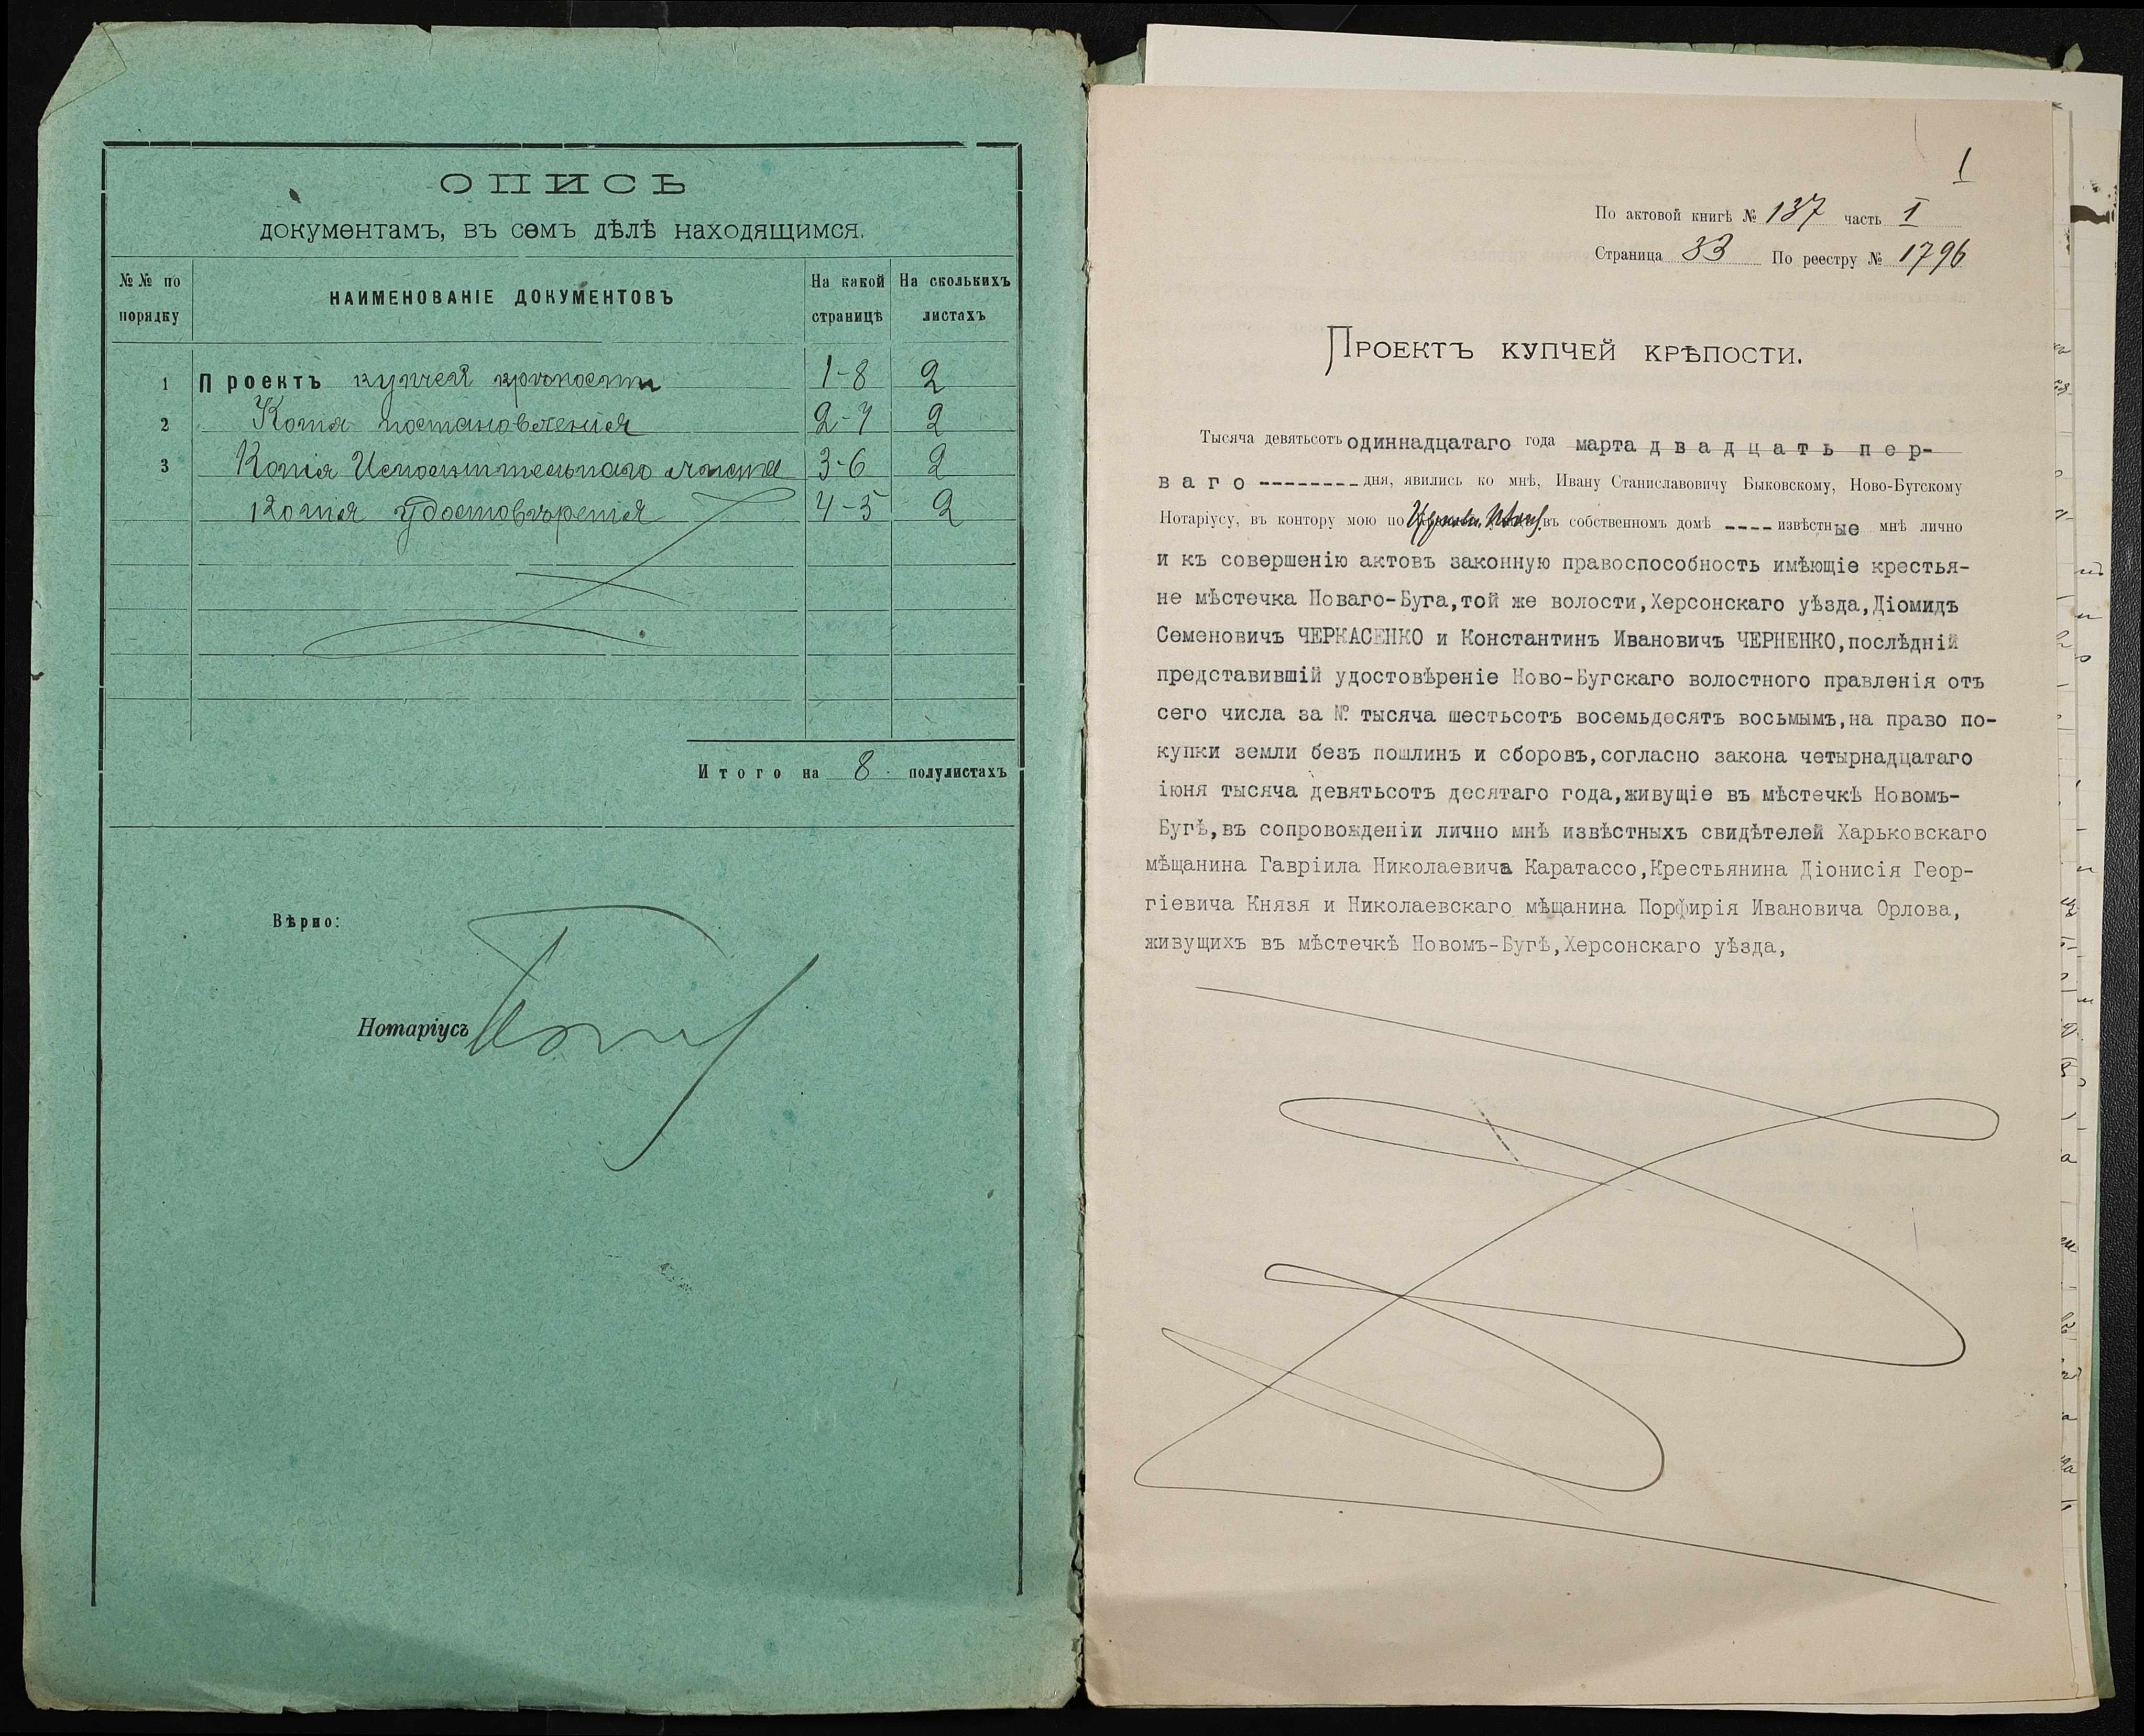 ОПИСЬ
документамъ, въ семъ дѣлѣ находящимся.
№№ по порядку
НАИМЕНОВАНІЕ ДОКУМЕНТОВЪ
На какой страницѣ
На сколькихъ листахъ
1 Проектъ купчей крѣпости 1-8 2
2 Копія постановленія 2-7 2
3 Копія Исполнительнаго листа 3-6 2
Копія удостовѣренія 4-5 2
Итого на 8 полулистахъ
Вѣрно:
Нотаріусъ
1
По актовой книгѣ № 137 часть I
Страница 33 По реестру № 1796
Проектъ купчей крѣпости.
Тысяча девятьсотъ одиннадцатаго года марта двадцать пер-
ваго -------- дня, явились ко мнѣ, Ивану Станиславовичу Быковскому, Ново-Бугскому
Нотаріусу, въ контору мою по въ собственномъ домѣ ---- извѣстные мнѣ лично
и къ совершенію актовъ законную правоспособность имѣющіе крестья-
не мѣстечка Новаго-Буга, той же волости, Херсонскаго уѣзда, Діомидъ
Семеновичъ ЧЕРКАСЕНКО и Константинъ Ивановичъ ЧЕРНЕНКО, послѣдній
представившій удостовѣреніе Ново-Бугскаго волостного правленія отъ
сего числа за № тысяча шестьсотъ восемьдесятъ восьмымъ, на право по-
купки земли безъ пошлинъ и сборовъ, согласно закона четырнадцатаго
іюня тысяча девятьсотъ десятаго года, живущіе въ мѣстечкѣ Новомъ-
Бугѣ, въ сопровожденіи лично мнѣ извѣстныхъ свидѣтелей Харьковскаго
мѣщанина Гавріила Николаевича Каратассо, Крестьянина Діонисія Геор-
гіевича Князя и Николаевскаго мѣщанина Порфирія Ивановича Орлова,
живущихъ въ мѣстечкѣ Новомъ-Бугѣ, Херсонскаго уѣзда,